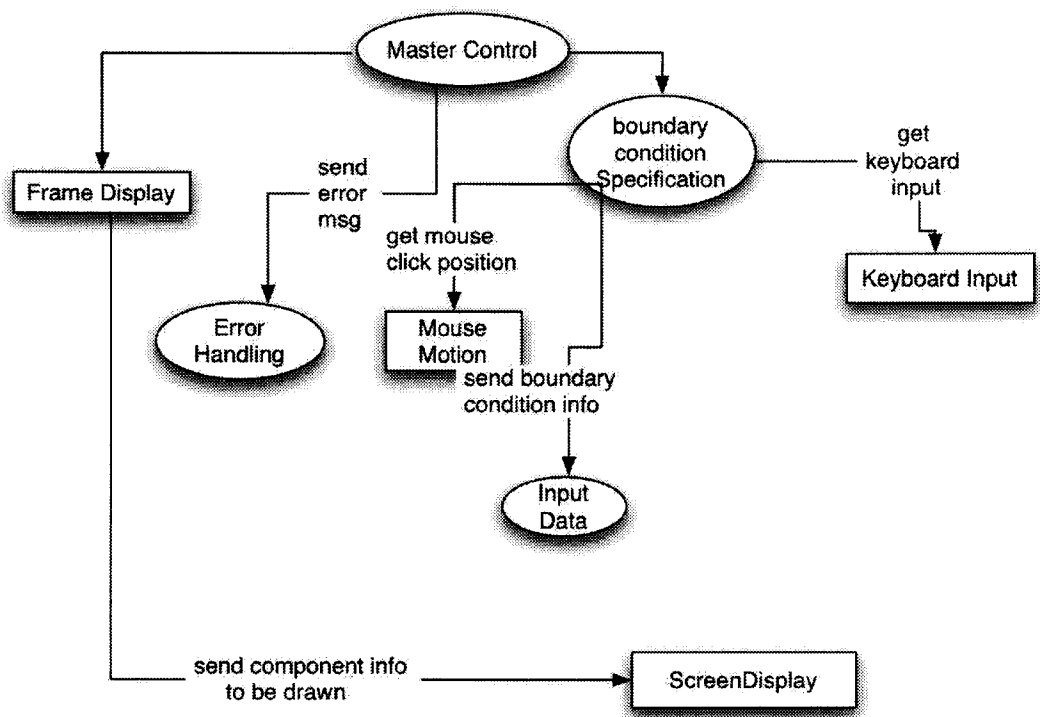 Master Control
boundary
condition
Specification
get
keyboard
input
send
error
msg
Frame Display
get mouse
click position
Keyboard Input
Error
Handling
Mouse
Motion
send boundary
condition info
Input
Data
send component info
to be drawn
ScreenDisplay